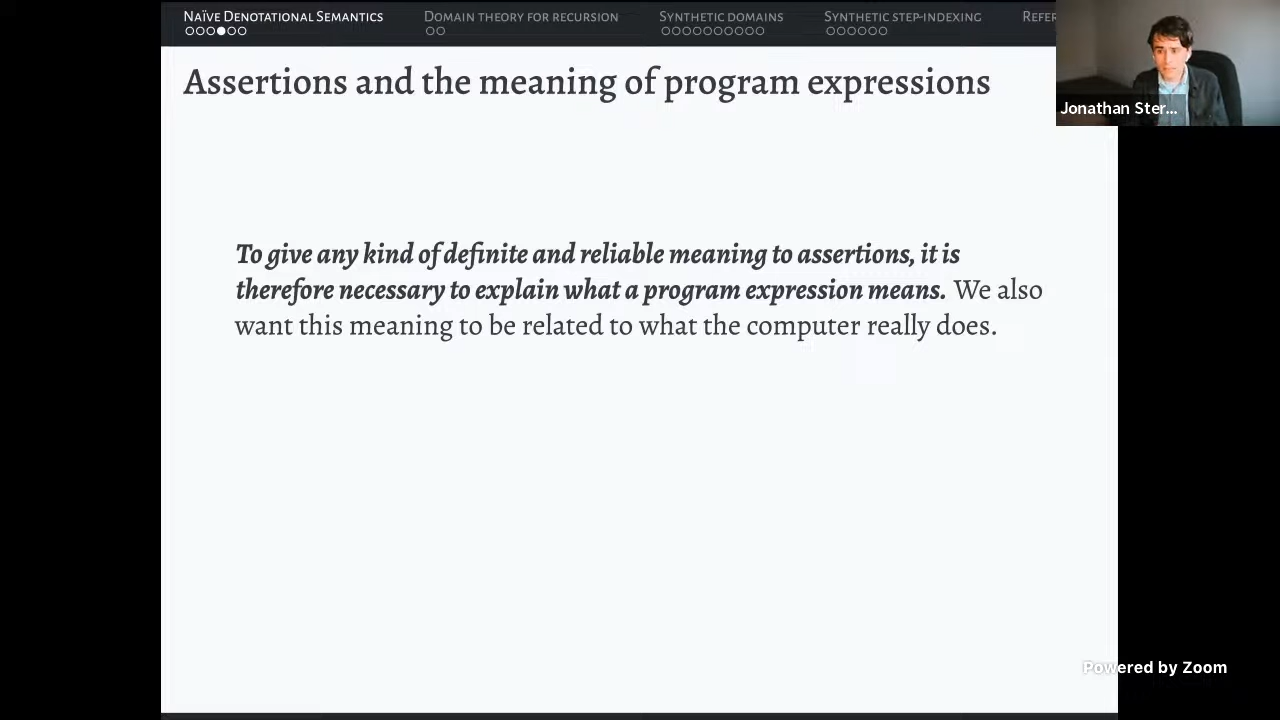 Naïve Denotational Semantics Domain theory for recursion Synthetic domains Synthetic step-indexing Refer
Jonathan Ster...
Assertions and the meaning of program expressions
To give any kind of definite and reliable meaning to assertions, it is
therefore necessary to explain what a program expression means. We also
want this meaning to be related to what the computer really does.
Powered by Zoom